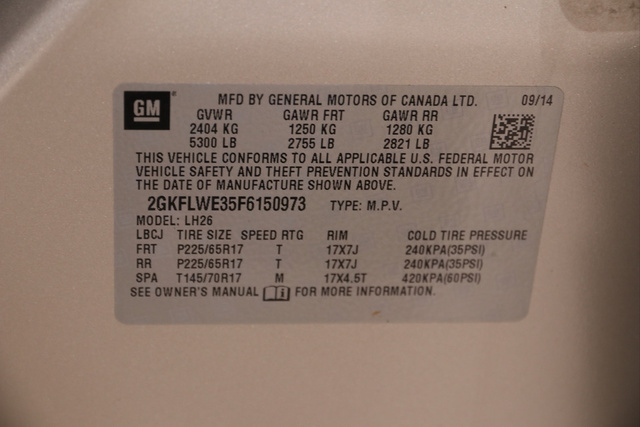 GM MFD BY GENERAL MOTORS OF CANADA LTD. 09/14
GVWR GAWR FRT GAWR RR
2404 KG 1250 KG 1280 KG
5300 LB 2755 LB 2821 LB
THIS VEHICLE CONFORMS TO ALL APPLICABLE U.S. FEDERAL MOTOR
VEHICLE SAFETY AND THEFT PREVENTION STANDARDS IN EFFECT ON
THE DATE OF MANUFACTURE SHOWN ABOVE.
2GKFLWE35F6150973 TYPE: M.P.V.
MODEL: LH26
LBCJ TIRE SIZE SPEED RTG RIM COLD TIRE PRESSURE
FRT P225/65R17 T 17X7J 240KPA(35PSI)
RR P225/65R17 T 17X7J 240KPA(35PSI)
SPA T145/70R17 M 17X4.5T 420KPA(60PSI)
SEE OWNER'S MANUAL FOR MORE INFORMATION.